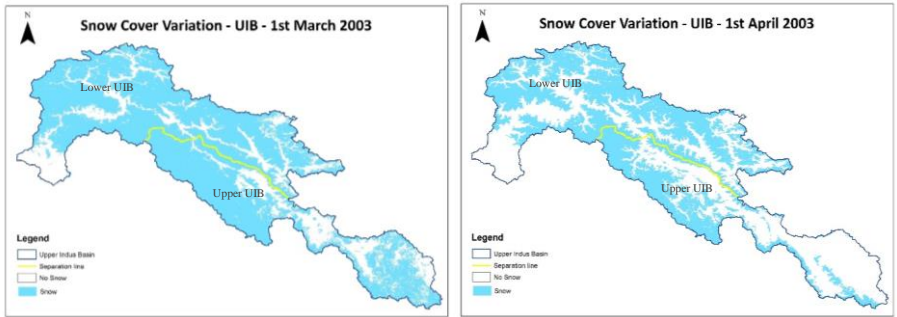 Snow Cover Variation - UIB - 1st March 2003
N
Lower UIB
Upper UIB
Legend
Upper Indus Basin
Separation line
No Snow
Snow
Snow Cover Variation - UIB - 1st April 2003
N
Lower UIB
Upper UIB
Legend
Upper Indus Basin
Separation line
No Snow
Snow